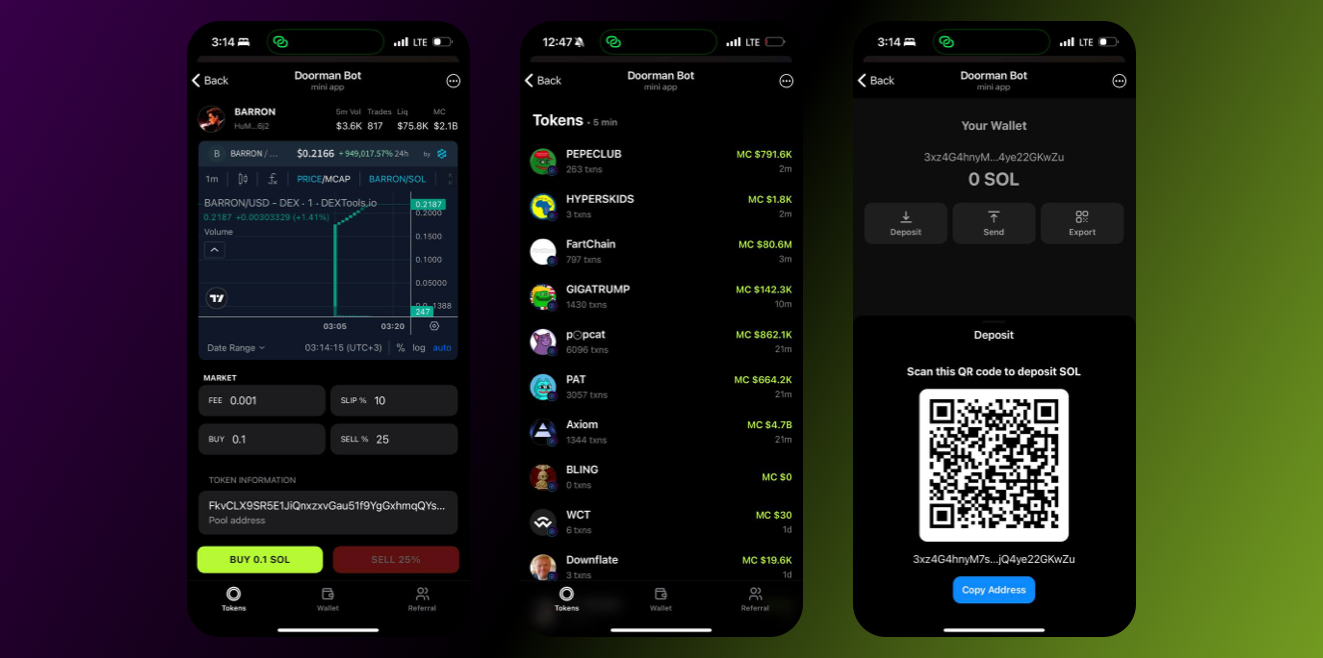 3:14
LTE
Back
Doorman Bot
mini app
BARRON
HuM...6j2
5m Vol Trades Liq MC
$3.6K 817 $75.8K $2.1B
B BARRON / ... $0.2166 +949,017.57% 24h by
1m PRICE/MCAP BARRON/SOL
BARRON/USD - DEX · 1 · DEXTools.io
0.2187 +0.00303329 (+1.41%)
Volume
0.2187
0.2000
0.1500
0.1000
0.05000
247
03:05 03:20
Date Range 03:14:15 (UTC+3) % log auto
MARKET
FEE 0.001
SLIP % 10
BUY 0.1
SELL % 25
TOKEN INFORMATION
FkvCLX9SR5E1JiQnxzxvGau51f9YgGxhmqQYs...
Pool address
BUY 0.1 SOL
SELL 25%
Tokens Wallet Referral
12:47
LTE
Back
Doorman Bot
mini app
Tokens · 5 min
PEPECLUB MC $791.6K
263 txns 2m
HYPERSKIDS MC $1.8K
3 txns 2m
FartChain MC $80.6M
797 txns 3m
GIGATRUMP MC $142.3K
1430 txns 10m
p⊙pcat MC $862.1K
6096 txns 21m
PAT MC $664.2K
3057 txns 21m
Axiom MC $4.7B
1344 txns 21m
BLING MC $0
0 txns
WCT MC $30
6 txns 1d
Downflate MC $19.6K
3 txns 1d
Tokens Wallet Referral
3:14
LTE
Back
Doorman Bot
mini app
Your Wallet
3xz4G4hnyM...4ye22GKwZu
0 SOL
Deposit Send Export
Deposit
Scan this QR code to deposit SOL
3xz4G4hnyM7s...jQ4ye22GKwZu
Copy Address